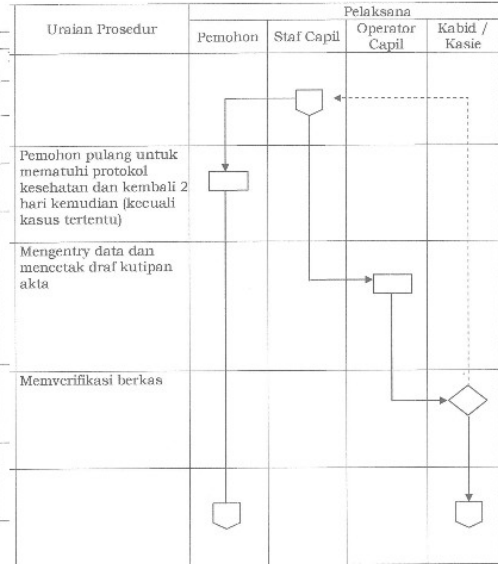 Uraian Prosedur
Pelaksana
Pemohon
Staf Capil
Operator
Capil
Kabid /
Kasie
Pemohon pulang untuk
mematuhi protokol
kesehatan dan kembali 2
hari kemudian (kecuali
kasus tertentu)
Mengentry data dan
mencetak draf kutipan
akta
Memverifikasi berkas